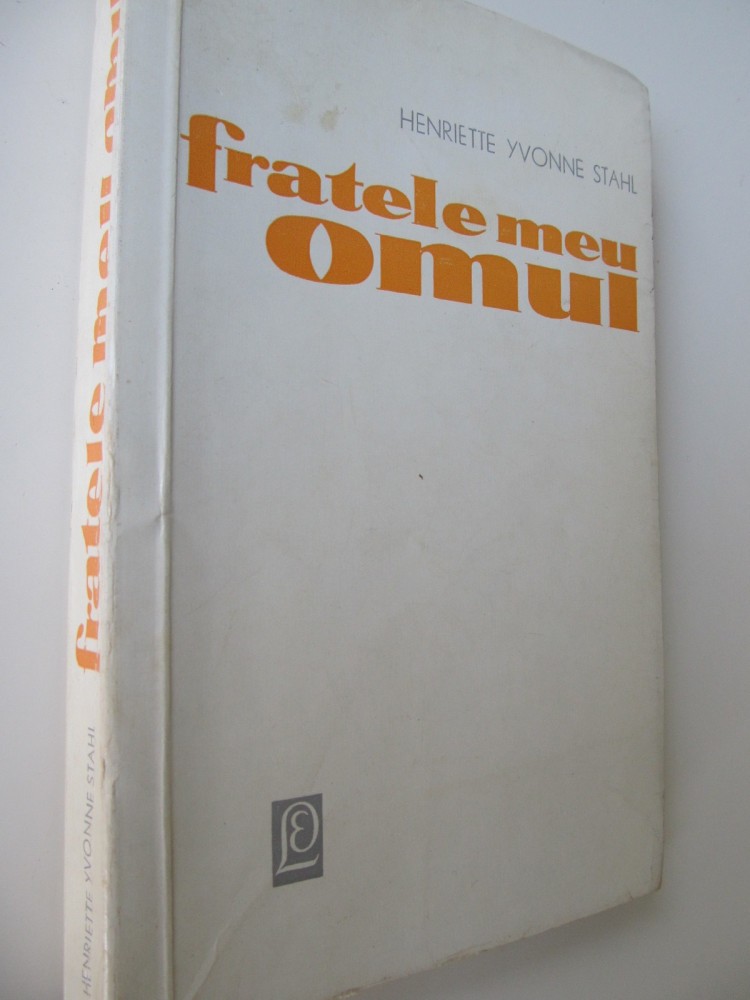 HENRIETTE YVONNE STAHL
fratele meu
omul
fratele meu omul
HENRIETTE YVONNE STAHL